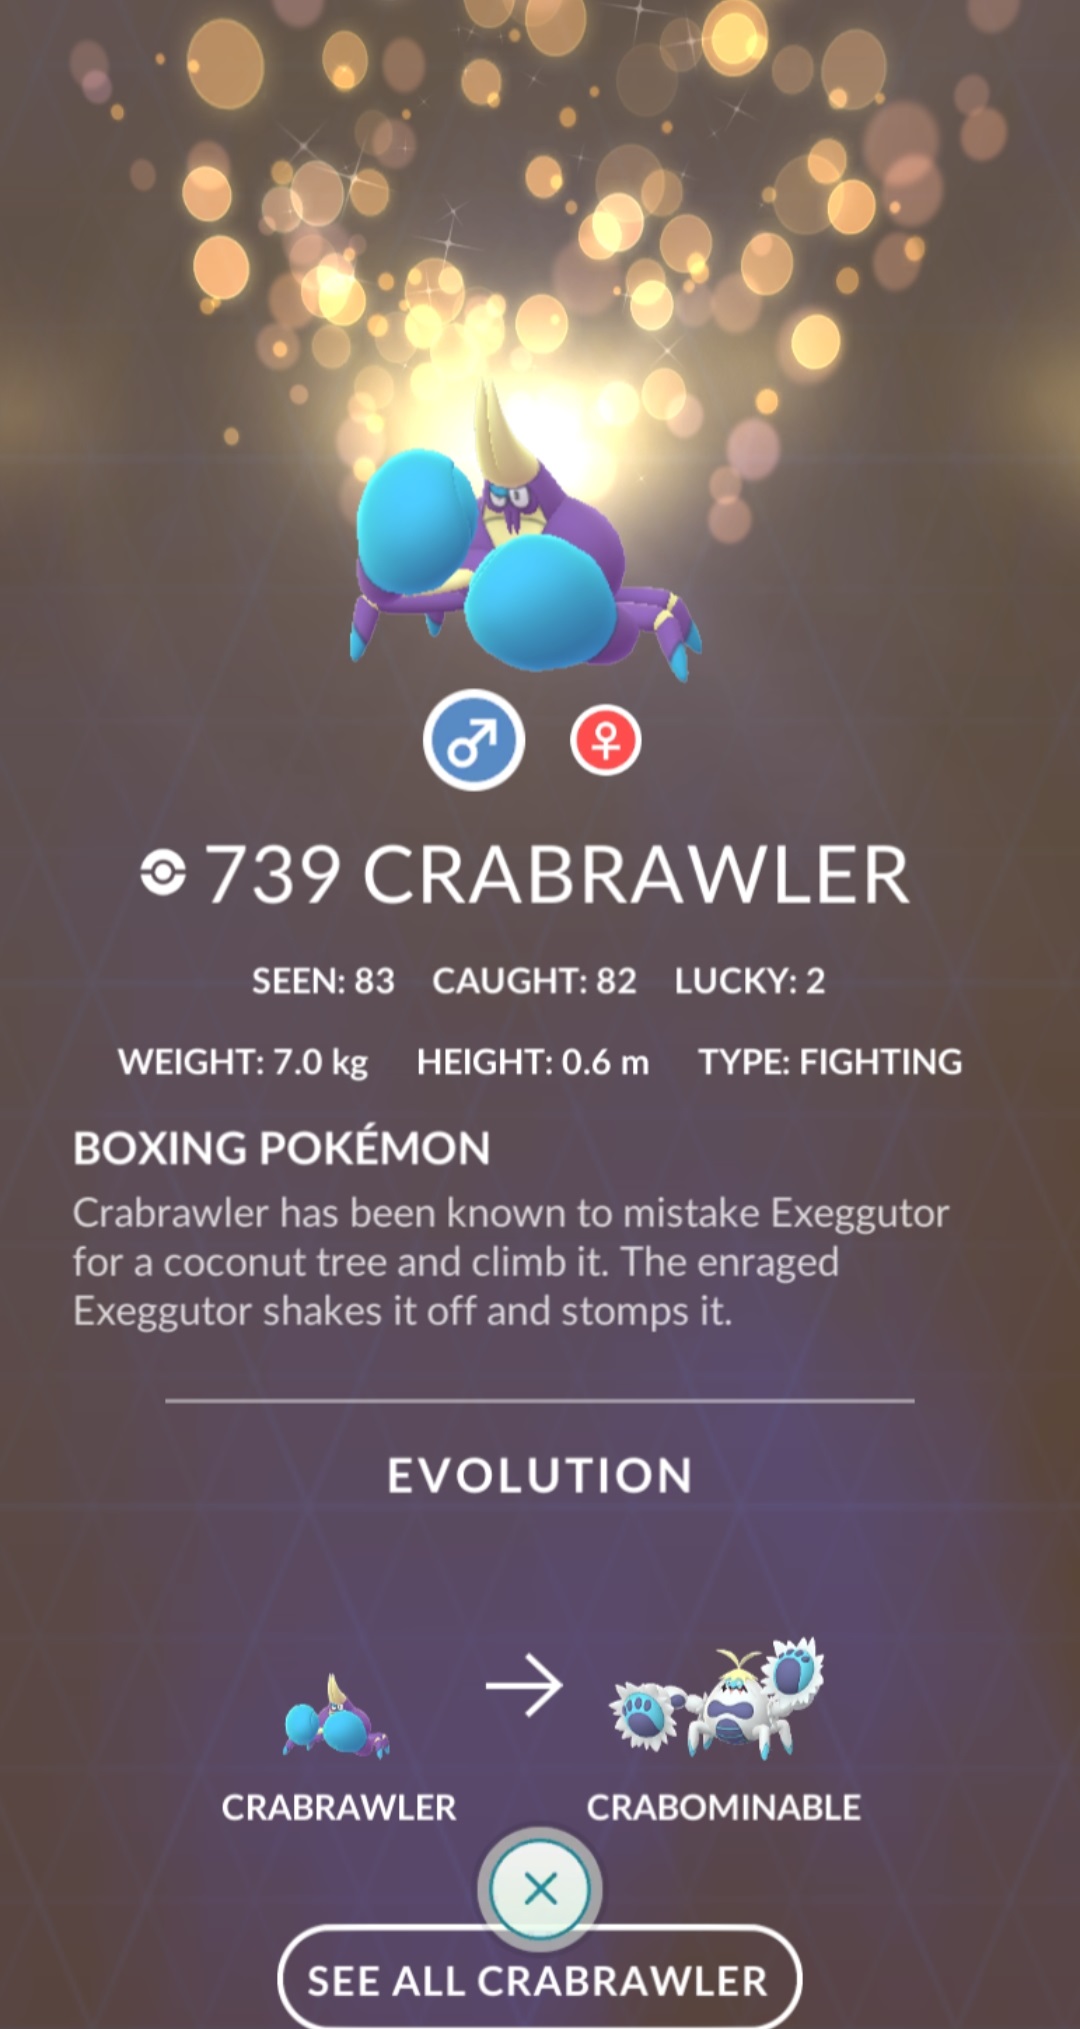 739 CRABRAWLER
SEEN: 83 CAUGHT: 82 LUCKY: 2
WEIGHT: 7.0 kg HEIGHT: 0.6 m TYPE: FIGHTING
BOXING POKÉMON
Crabrawler has been known to mistake Exeggutor
for a coconut tree and climb it. The enraged
Exeggutor shakes it off and stomps it.
EVOLUTION
CRABRAWLER CRABOMINABLE
SEE ALL CRABRAWLER